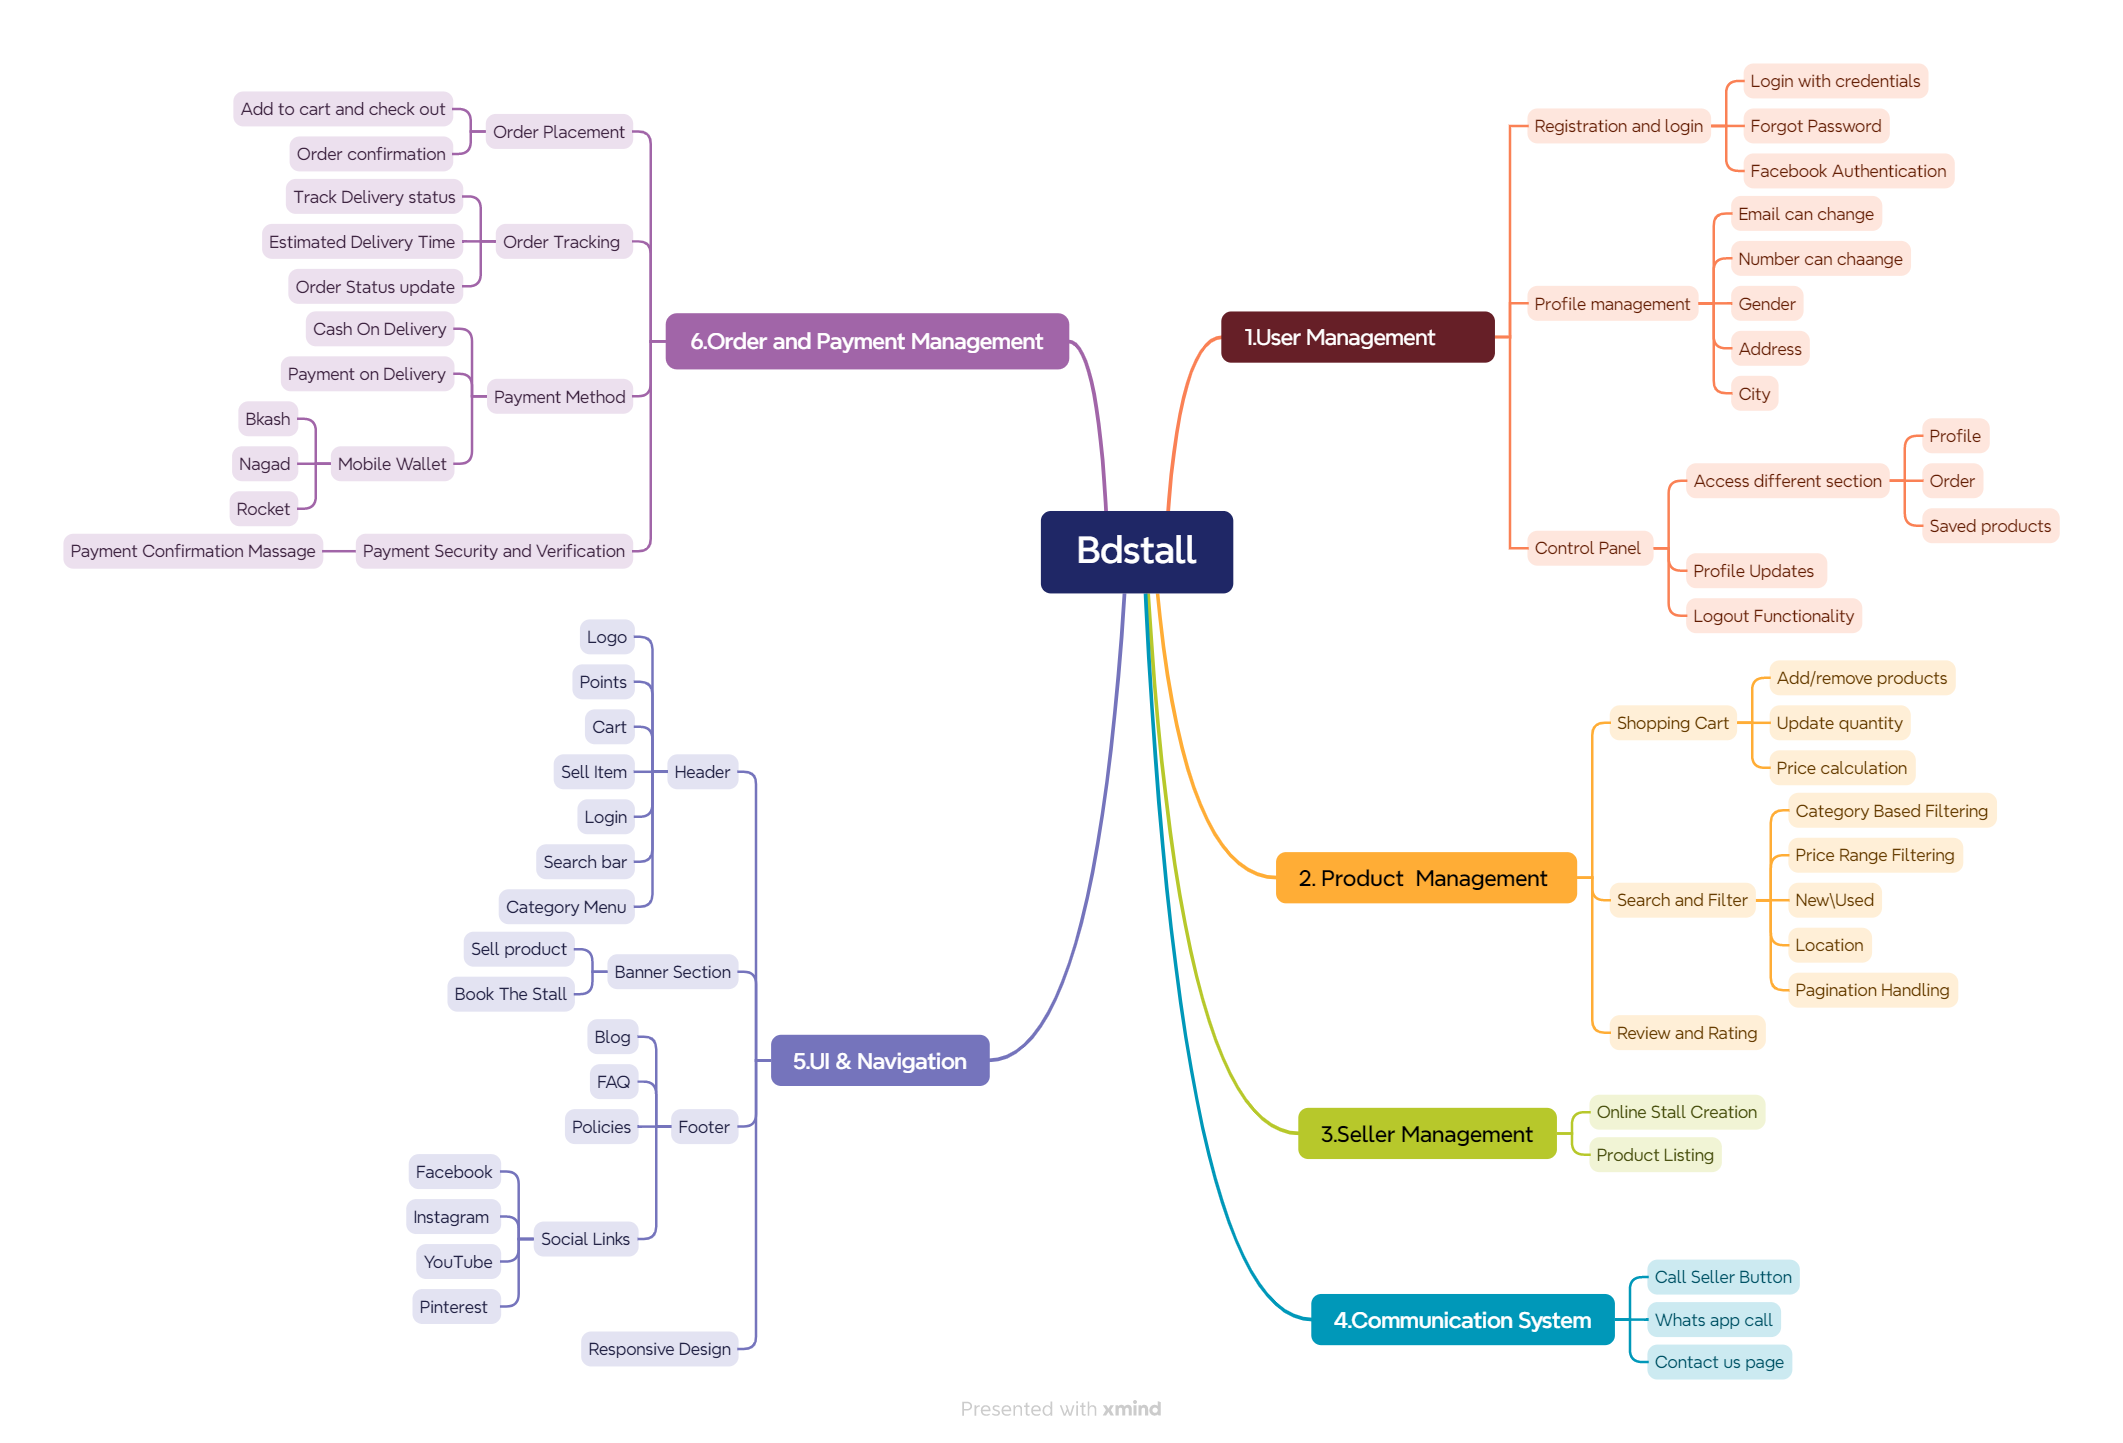 Bdstall
1.User Management
Registration and login
Login with credentials
Forgot Password
Facebook Authentication
Profile management
Email can change
Number can chaange
Gender
Address
City
Control Panel
Access different section
Profile
Order
Saved products
Profile Updates
Logout Functionality
2. Product  Management
Shopping Cart
Add/remove products
Update quantity
Price calculation
Search and Filter
Category Based Filtering
Price Range Filtering
New\Used
Location
Pagination Handling
Review and Rating
3.Seller Management
Online Stall Creation
Product Listing
4.Communication System
Call Seller Button
Whats app call
Contact us page
5.UI & Navigation
Header
Logo
Points
Cart
Sell Item
Login
Search bar
Category Menu
Banner Section
Sell product
Book The Stall
Footer
Blog
FAQ
Policies
Social Links
Facebook
Instagram
YouTube
Pinterest
Responsive Design
6.Order and Payment Management
Order Placement
Add to cart and check out
Order confirmation
Order Tracking
Track Delivery status
Estimated Delivery Time
Order Status update
Payment Method
Cash On Delivery
Payment on Delivery
Mobile Wallet
Bkash
Nagad
Rocket
Payment Security and Verification
Payment Confirmation Massage
Presented with xmind